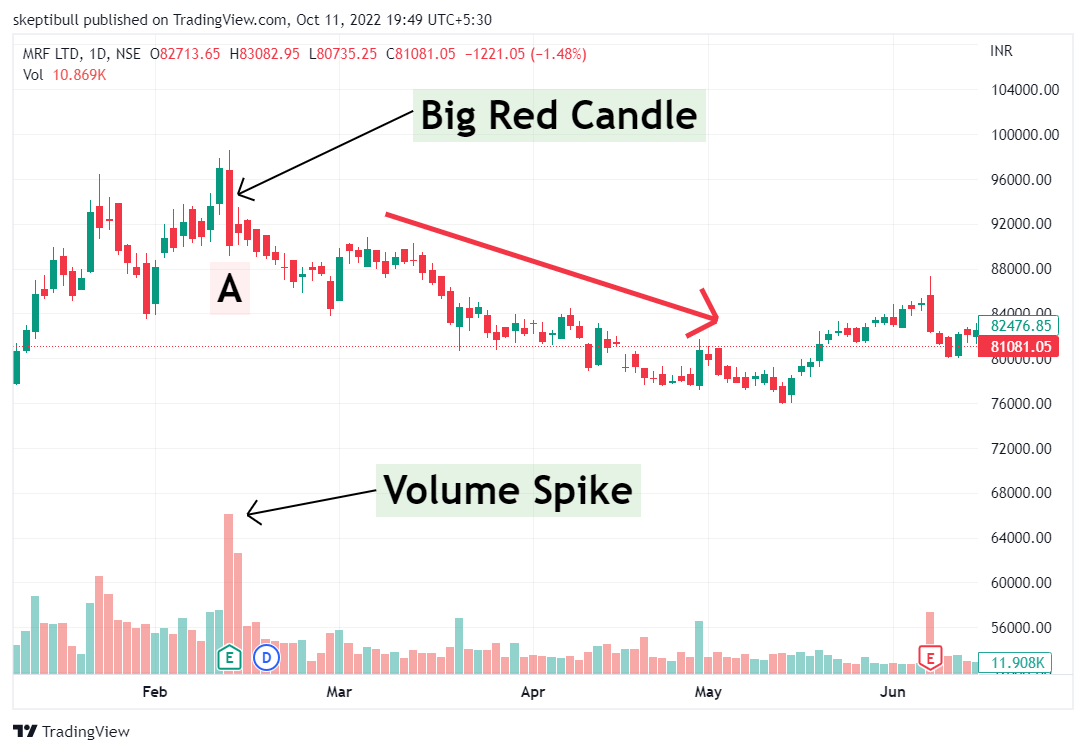 skeptibull published on TradingView.com, Oct 11, 2022 19:49 UTC+5:30
MRF LTD, 1D, NSE O82713.65 H83082.95 L80735.25 C81081.05 −1221.05 (−1.48%)
INR
Vol 10.869K
104000.00
Big Red Candle
100000.00
96000.00
92000.00
88000.00
A
84000.00
82476.85
81081.05
80000.00
76000.00
72000.00
Volume Spike
68000.00
64000.00
60000.00
56000.00
E D E
11.908K
Feb Mar Apr May Jun
TradingView